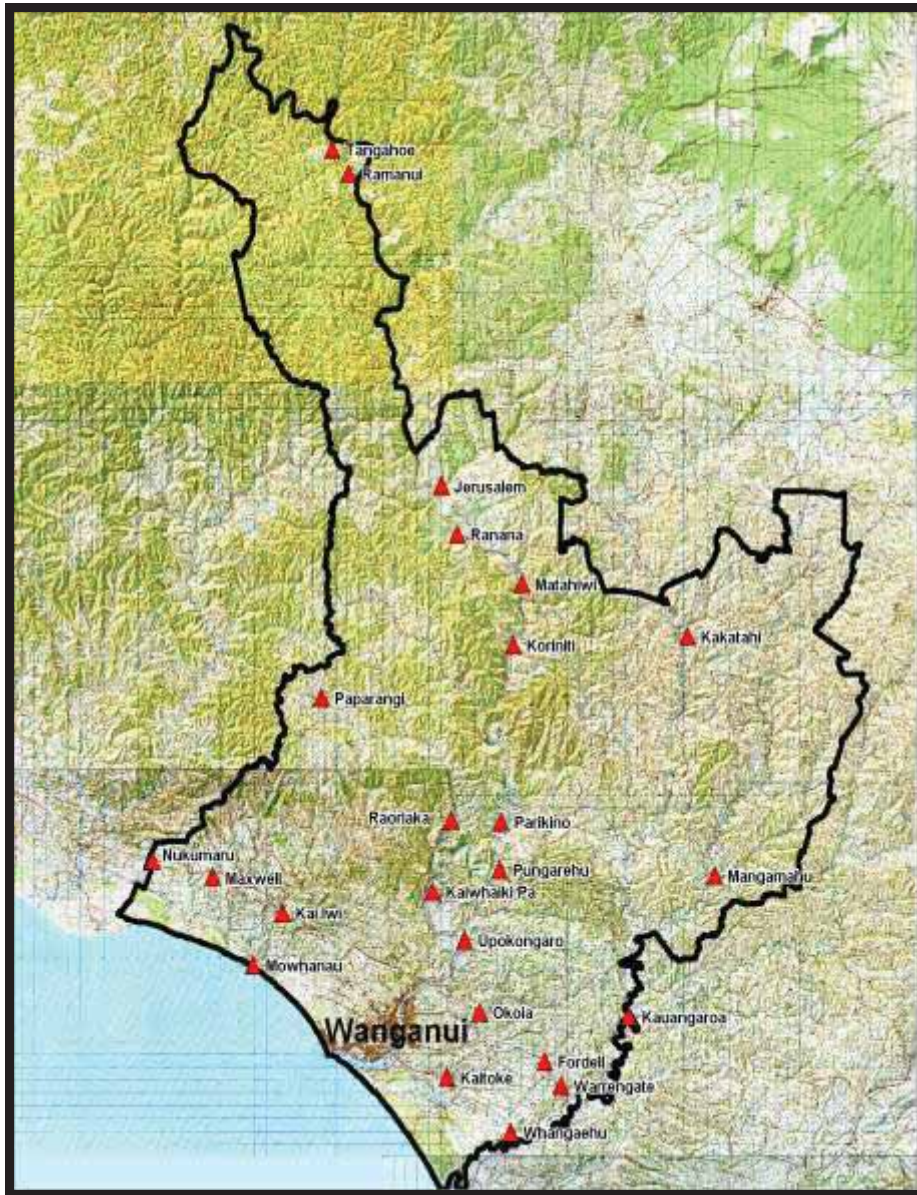 Tangahoe
Ramanui
Jerusalem
Ranana
Matahiwi
Koriniti
Kakatahi
Paparangi
Raoriaka
Parikino
Nukumaru
Maxwell
Pungarehu
Mangamahu
Kaiwhaiki Pa
Kai Iwi
Upokongaro
Mowhanau
Okoia
Kauangaroa
Wanganui
Fordell
Kaitoke
Warrengate
Whangaehu